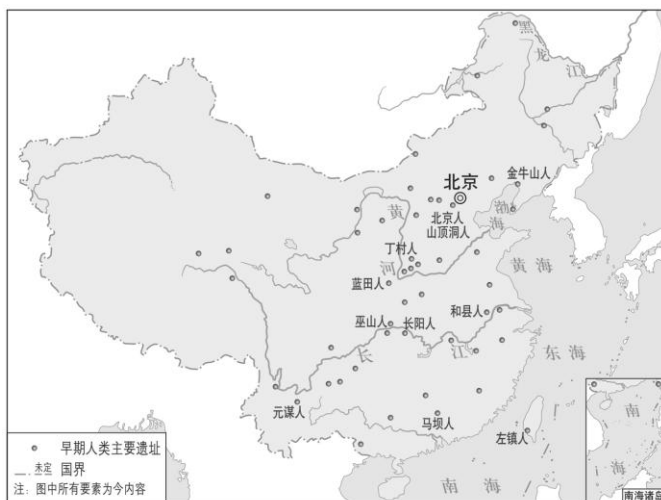 黑
龙
江
金牛山人
北京
渤
海
北京人
山顶洞人
黄
河
丁村人
黄海
蓝田人
和县人
巫山人
长阳人
长
江
东海
元谋人
马坝人
左镇人
早期人类主要遗址
未定 国界
注：图中所有要素为今内容
南海
南
海
南海诸岛